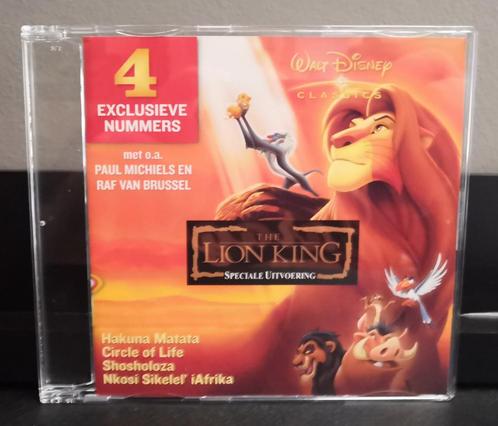 4
EXCLUSIEVE
NUMMERS
met o.a.
PAUL MICHIELS EN
RAF VAN BRUSSEL
WALT DISNEY
CLASSICS
THE
LION KING
SPECIALE UITVOERING
Hakuna Matata
Circle of Life
Shosholoza
Nkosi Sikelel' iAfrika